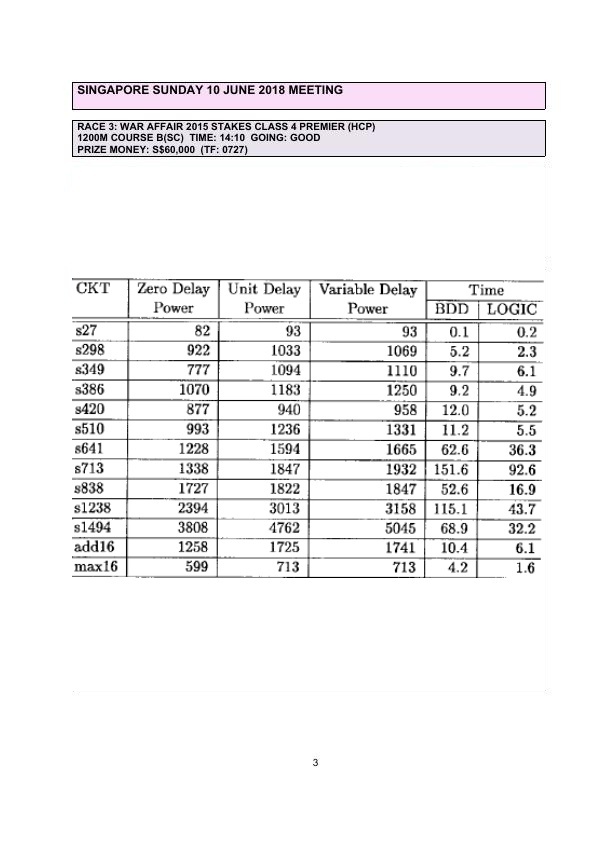 SINGAPORE SUNDAY 10 JUNE 2018 MEETING
RACE 3: WAR AFFAIR 2015 STAKES CLASS 4 PREMIER (HCP)
1200M COURSE B(SC) TIME: 14:10 GOING: GOOD
PRIZE MONEY: S$60,000 (TF: 0727)
CKT Zero Delay Unit Delay Variable Delay Time
Power Power Power BDD LOGIC
s27 82 93 93 0.1 0.2
s298 922 1033 1069 5.2 2.3
s349 777 1094 1110 9.7 6.1
s386 1070 1183 1250 9.2 4.9
s420 877 940 958 12.0 5.2
s510 993 1236 1331 11.2 5.5
s641 1228 1594 1665 62.6 36.3
s713 1338 1847 1932 151.6 92.6
s838 1727 1822 1847 52.6 16.9
s1238 2394 3013 3158 115.1 43.7
s1494 3808 4762 5045 68.9 32.2
add16 1258 1725 1741 10.4 6.1
max16 599 713 713 4.2 1.6
3